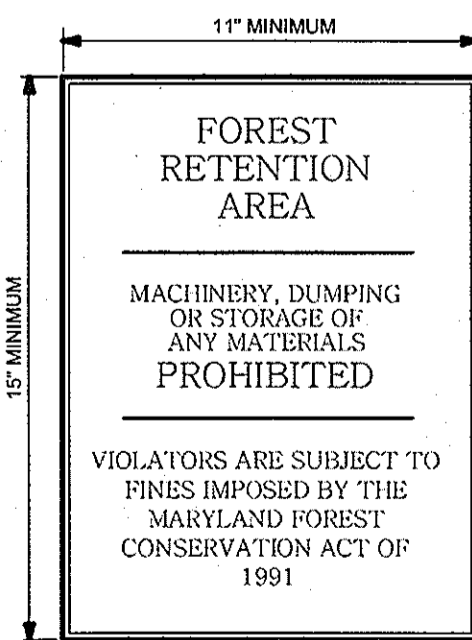 11" MINIMUM
15" MINIMUM
FOREST
RETENTION
AREA
MACHINERY, DUMPING
OR STORAGE OF
ANY MATERIALS
PROHIBITED
VIOLATORS ARE SUBJECT TO
FINES IMPOSED BY THE
MARYLAND FOREST
CONSERVATION ACT OF
1991